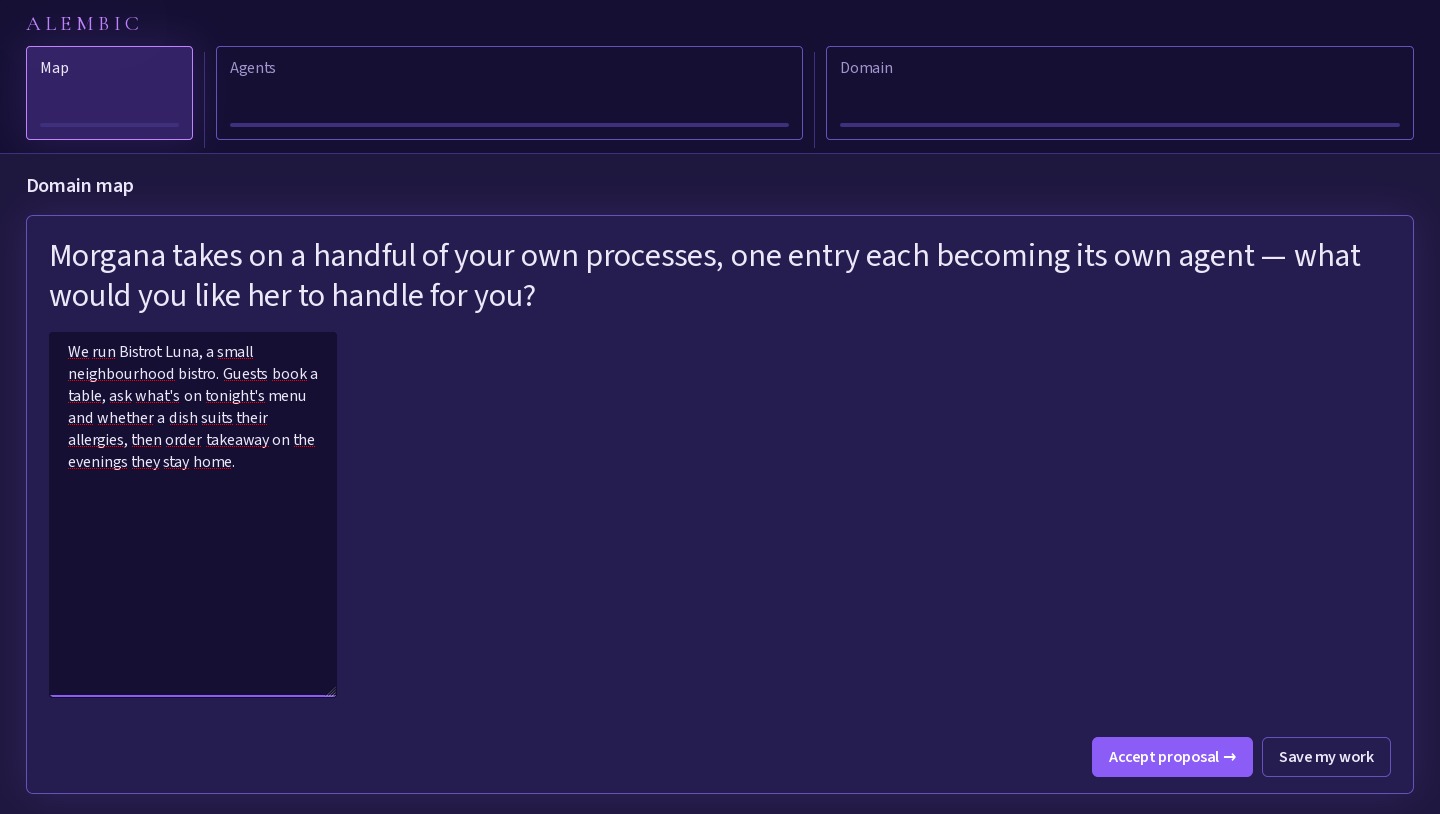 ALEMBIC
Map
Agents
Domain
Domain map
Morgana takes on a handful of your own processes, one entry each becoming its own agent — what
would you like her to handle for you?
We run Bistrot Luna, a small
neighbourhood bistro. Guests book a
table, ask what's on tonight's menu
and whether a dish suits their
allergies, then order takeaway on the
evenings they stay home.
Accept proposal →
Save my work